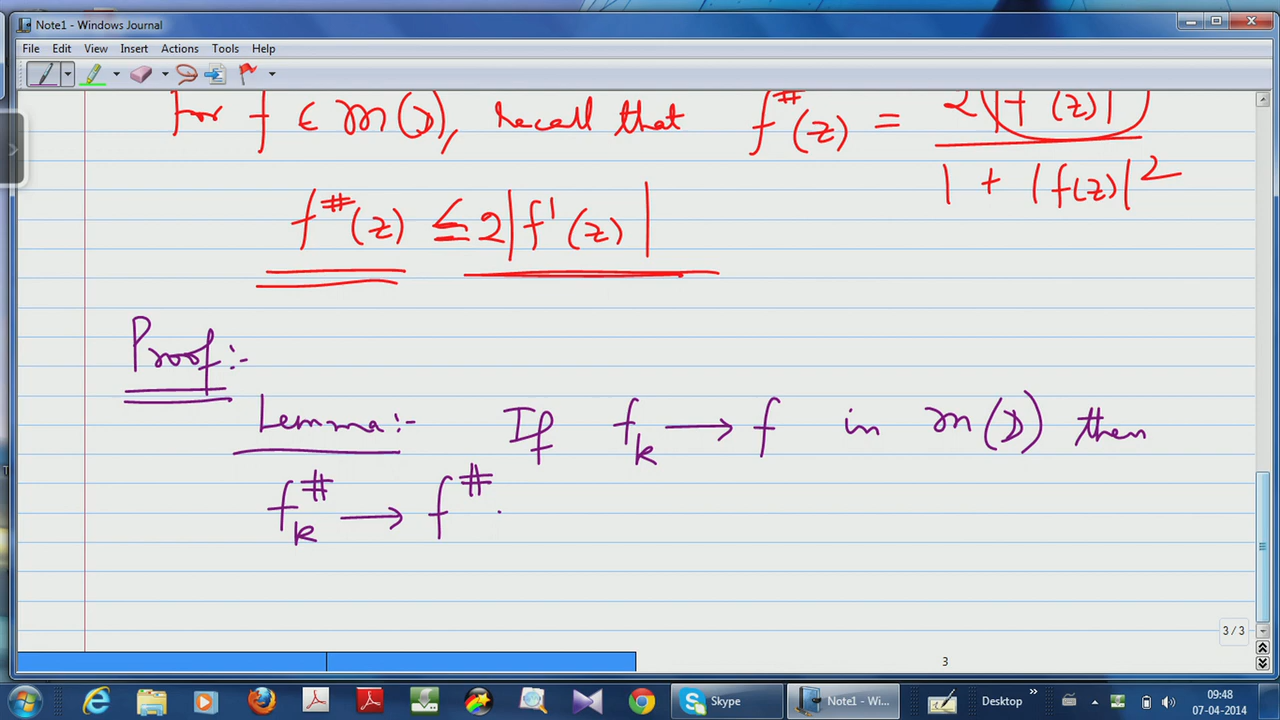 Note1 - Windows Journal
File Edit View Insert Actions Tools Help
For f ∈ m(D), recall that f^#(z) = 2|f'(z)| / 1 + |f(z)|^2
f^#(z) ≤ 2|f'(z)|
Proof:-
Lemma:- If f_k → f in m(D) then
f_k^# → f^#.
3 / 3
3
Skype
Note1 - Wi...
Desktop
09:48
07-04-2014